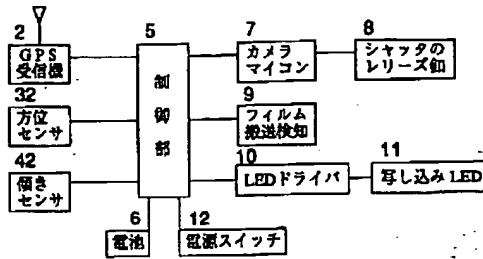 2
GPS
受信機
32
方位
センサ
42
傾き
センサ
5
制
御
部
6
電池
12
電源スイッチ
7
カメラ
マイコン
8
シャッタの
レリーズ釦
9
フィルム
搬送検知
10
LEDドライバ
11
写し込みLED